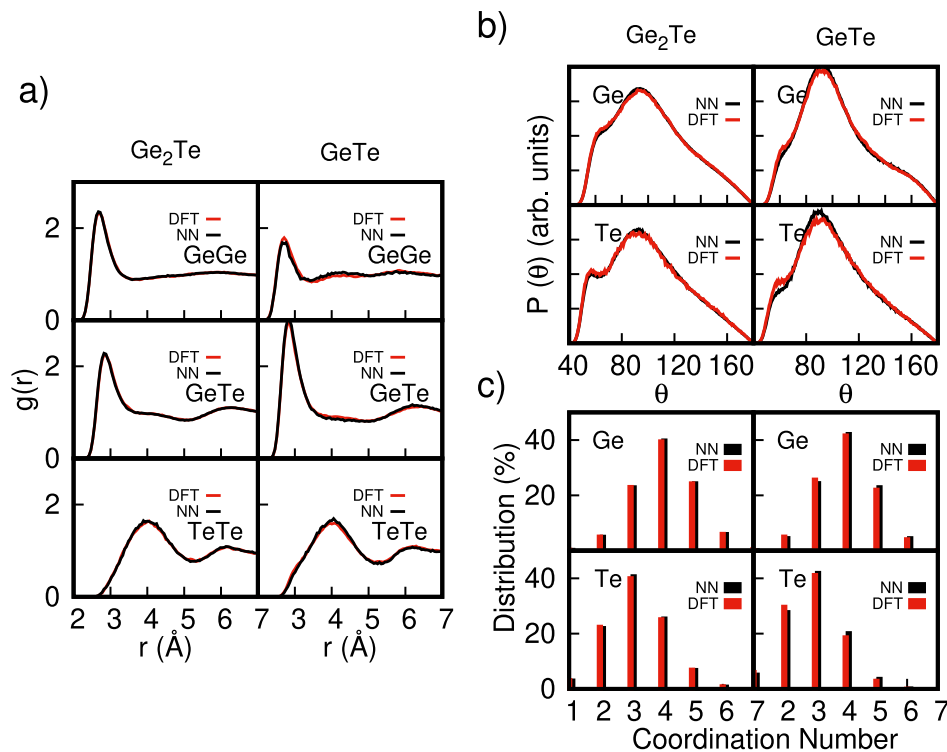 a)
Ge2Te GeTe
DFT
NN
GeGe
DFT
NN
GeGe
DFT
NN
GeTe
DFT
NN
GeTe
DFT
NN
TeTe
DFT
NN
TeTe
g(r)
2
0
2
0
2
0
2 3 4 5 6 7 3 4 5 6 7
r (Å) r (Å)
b)
Ge2Te GeTe
Ge
NN
DFT
Ge
NN
DFT
Te
NN
DFT
Te
NN
DFT
P (θ) (arb. units)
40 80 120 160 80 120 160
θ θ
c)
Ge
NN
DFT
Ge
NN
DFT
Te
NN
DFT
Te
NN
DFT
Distribution (%)
40
20
40
20
0
1 2 3 4 5 6 7 2 3 4 5 6 7
Coordination Number